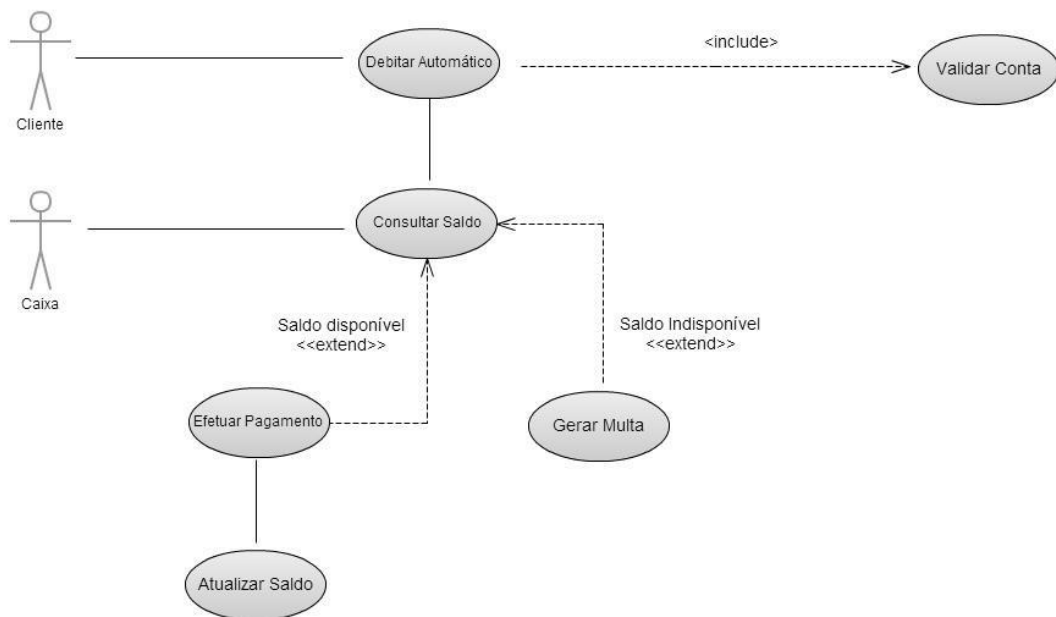 <include>
Debitar Automático
Validar Conta
Cliente
Consultar Saldo
Caixa
Saldo disponível
<<extend>>
Saldo Indisponível
<<extend>>
Efetuar Pagamento
Gerar Multa
Atualizar Saldo